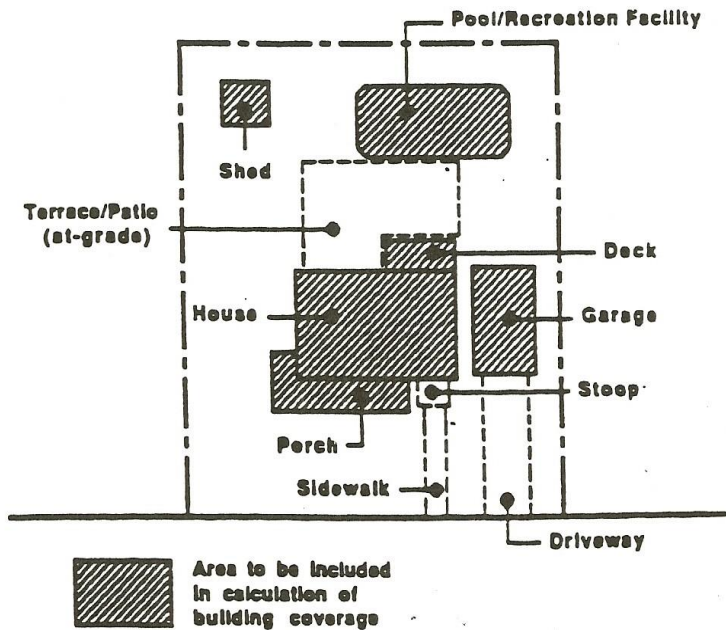 Pool/Recreation Facility
Shed
Terrace/Patio
(at-grade)
Deck
House
Garage
Stoop
Porch
Sidewalk
Driveway
Area to be included
in calculation of
building coverage